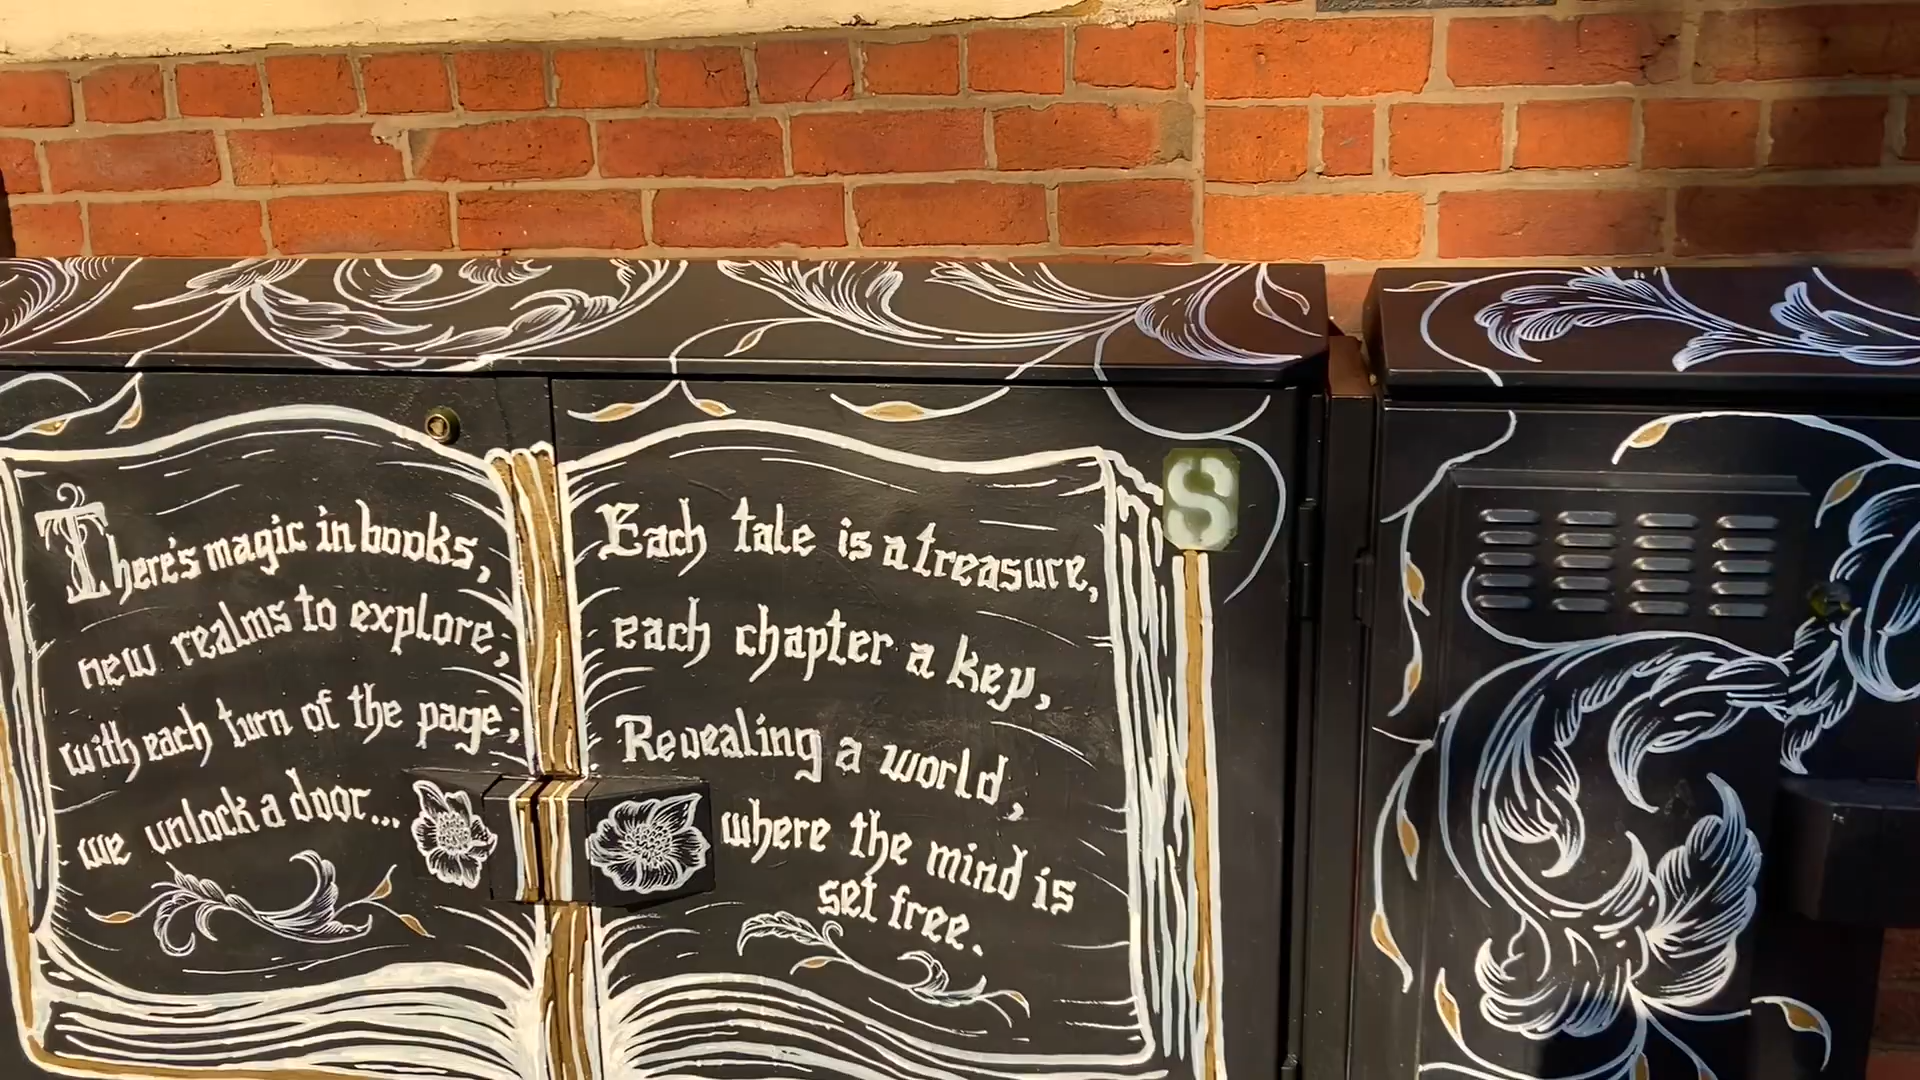 There's magic in books,
new realms to explore;
with each turn of the page,
we unlock a door...
Each tale is a treasure,
each chapter a key,
Revealing a world,
where the mind is
set free.
S